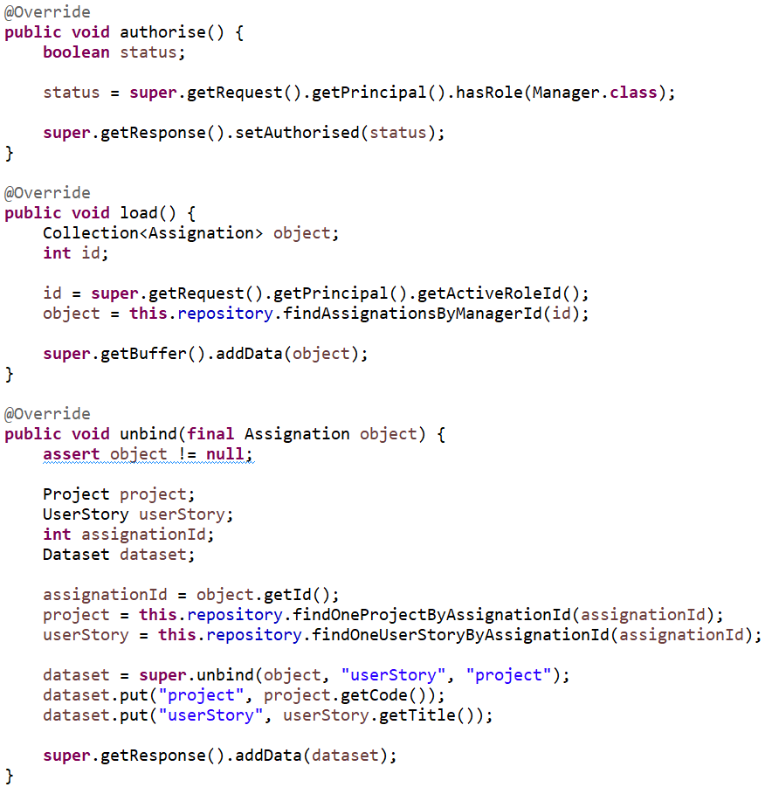 @Override
public void authorise() {
    boolean status;

    status = super.getRequest().getPrincipal().hasRole(Manager.class);

    super.getResponse().setAuthorised(status);
}

@Override
public void load() {
    Collection<Assignation> object;
    int id;

    id = super.getRequest().getPrincipal().getActiveRoleId();
    object = this.repository.findAssignationsByManagerId(id);

    super.getBuffer().addData(object);
}

@Override
public void unbind(final Assignation object) {
    assert object != null;

    Project project;
    UserStory userStory;
    int assignationId;
    Dataset dataset;

    assignationId = object.getId();
    project = this.repository.findOneProjectByAssignationId(assignationId);
    userStory = this.repository.findOneUserStoryByAssignationId(assignationId);

    dataset = super.unbind(object, "userStory", "project");
    dataset.put("project", project.getCode());
    dataset.put("userStory", userStory.getTitle());

    super.getResponse().addData(dataset);
}